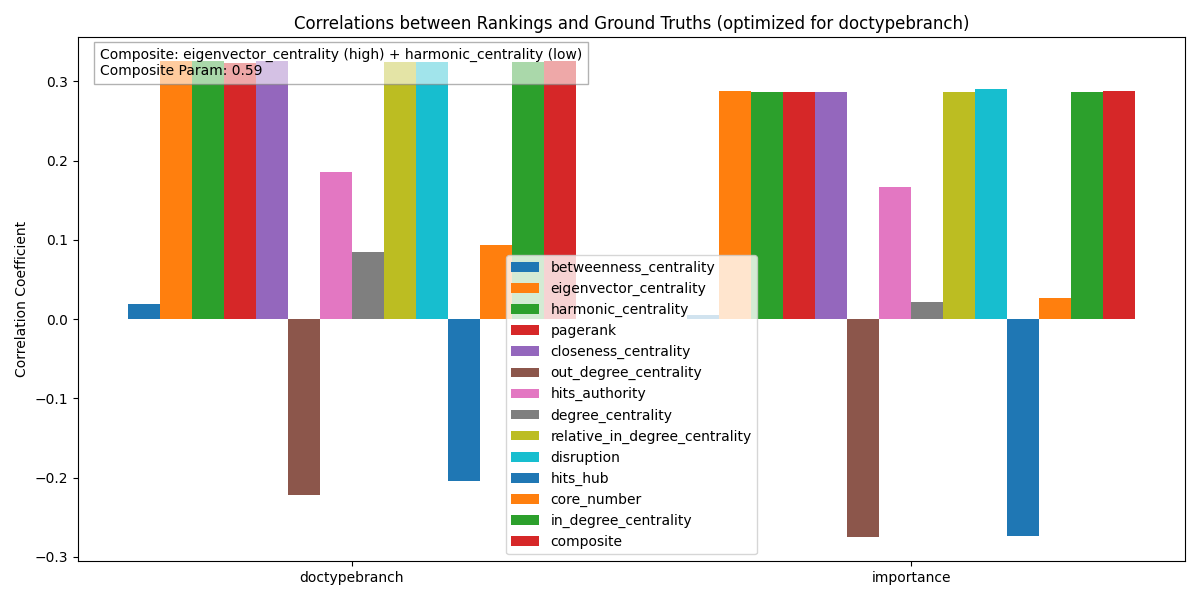 Correlations between Rankings and Ground Truths (optimized for doctypebranch)
Composite: eigenvector_centrality (high) + harmonic_centrality (low)
Composite Param: 0.59
Correlation Coefficient
0.3
0.2
0.1
0.0
−0.1
−0.2
−0.3
betweenness_centrality
eigenvector_centrality
harmonic_centrality
pagerank
closeness_centrality
out_degree_centrality
hits_authority
degree_centrality
relative_in_degree_centrality
disruption
hits_hub
core_number
in_degree_centrality
composite
doctypebranch
importance